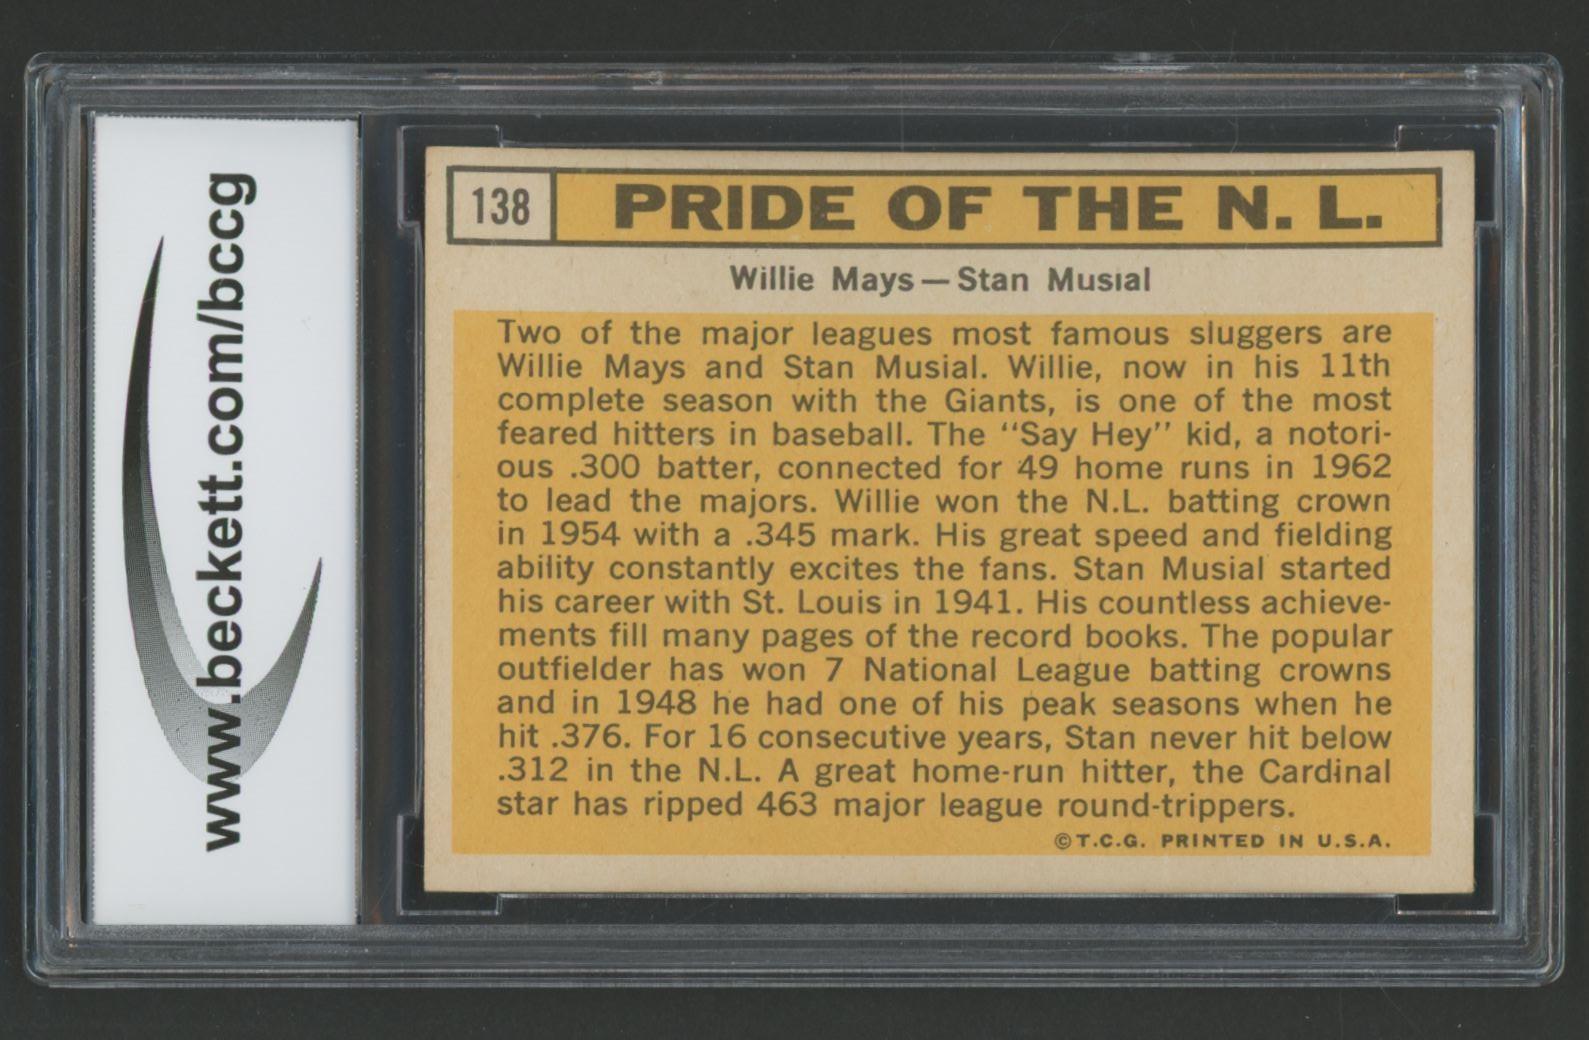 www.beckett.com/bccg
138
PRIDE OF THE N. L.
Willie Mays — Stan Musial
Two of the major leagues most famous sluggers are
Willie Mays and Stan Musial. Willie, now in his 11th
complete season with the Giants, is one of the most
feared hitters in baseball. The "Say Hey" kid, a notori-
ous .300 batter, connected for 49 home runs in 1962
to lead the majors. Willie won the N.L. batting crown
in 1954 with a .345 mark. His great speed and fielding
ability constantly excites the fans. Stan Musial started
his career with St. Louis in 1941. His countless achieve-
ments fill many pages of the record books. The popular
outfielder has won 7 National League batting crowns
and in 1948 he had one of his peak seasons when he
hit .376. For 16 consecutive years, Stan never hit below
.312 in the N.L. A great home-run hitter, the Cardinal
star has ripped 463 major league round-trippers.
©T.C.G. PRINTED IN U.S.A.